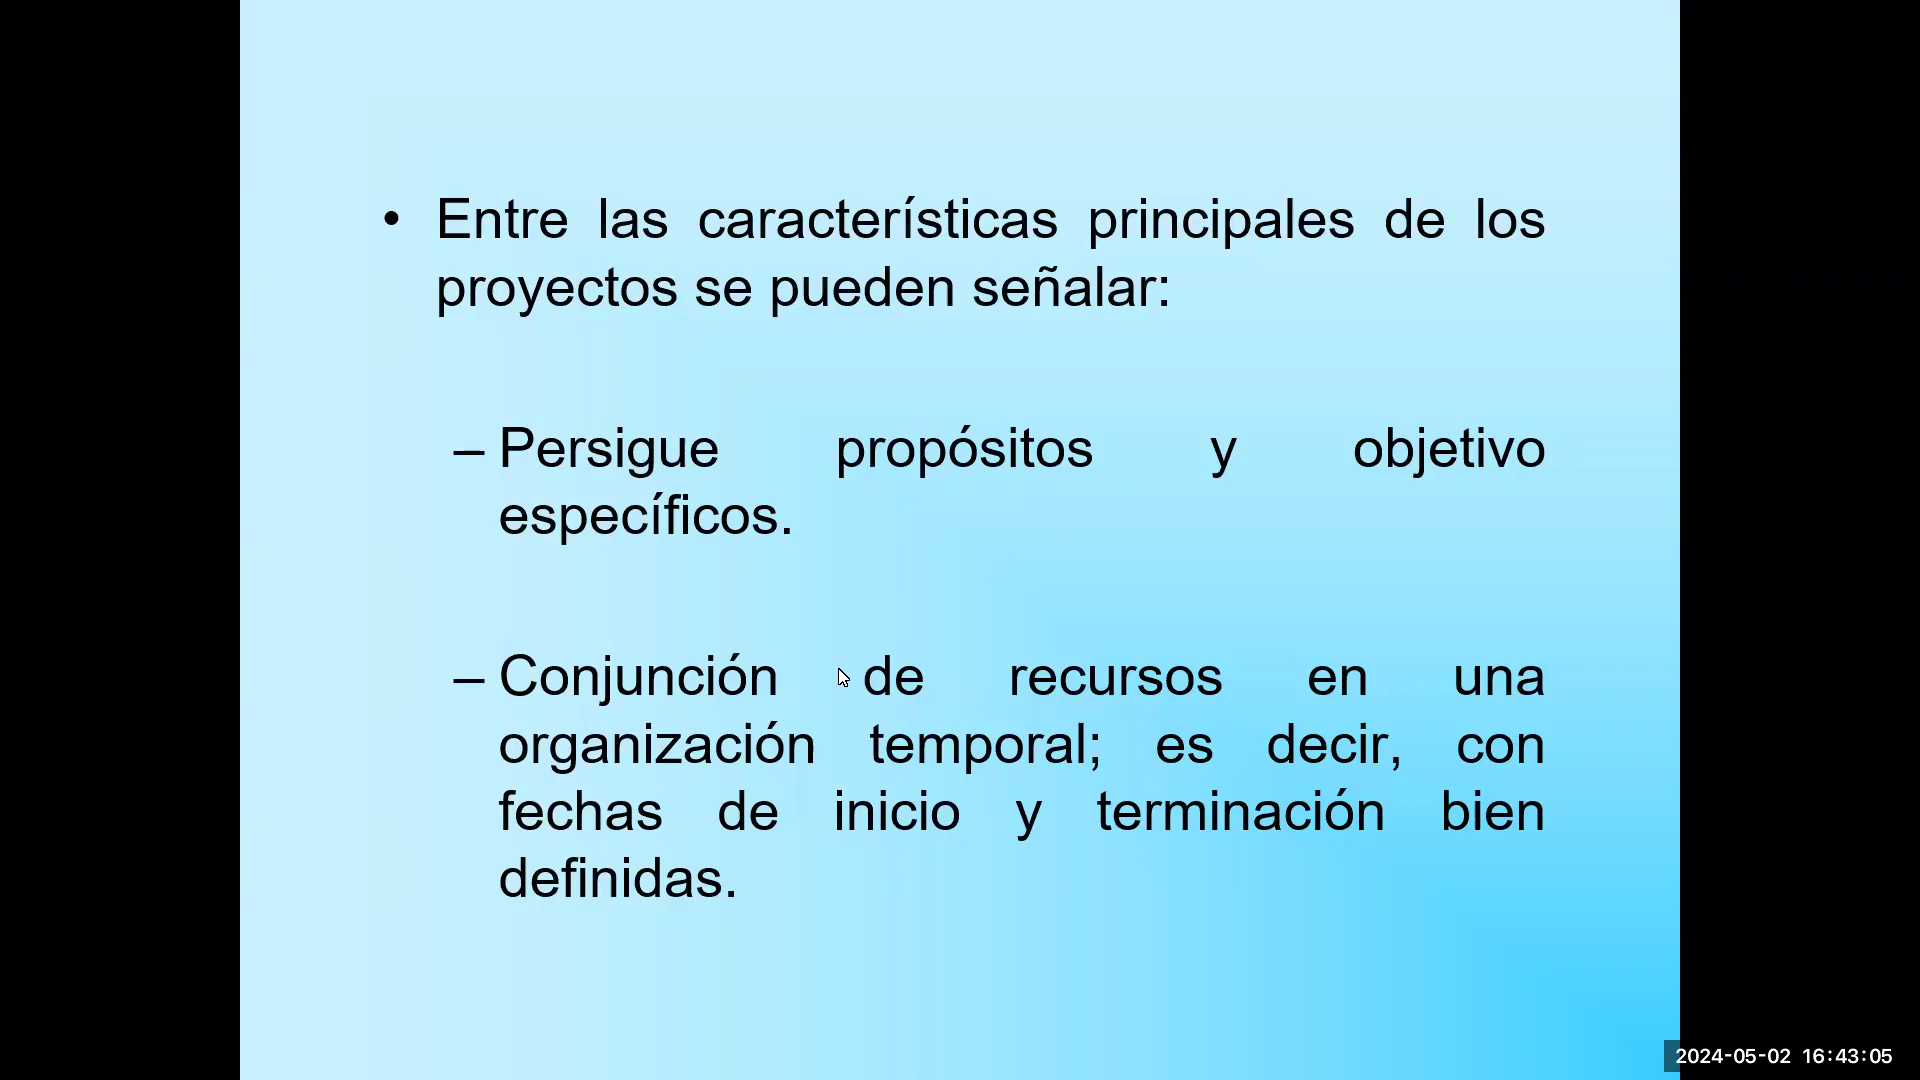 • Entre las características principales de los
proyectos se pueden señalar:
– Persigue propósitos y objetivo
específicos.
– Conjunción de recursos en una
organización temporal; es decir, con
fechas de inicio y terminación bien
definidas.
2024-05-02 16:43:05